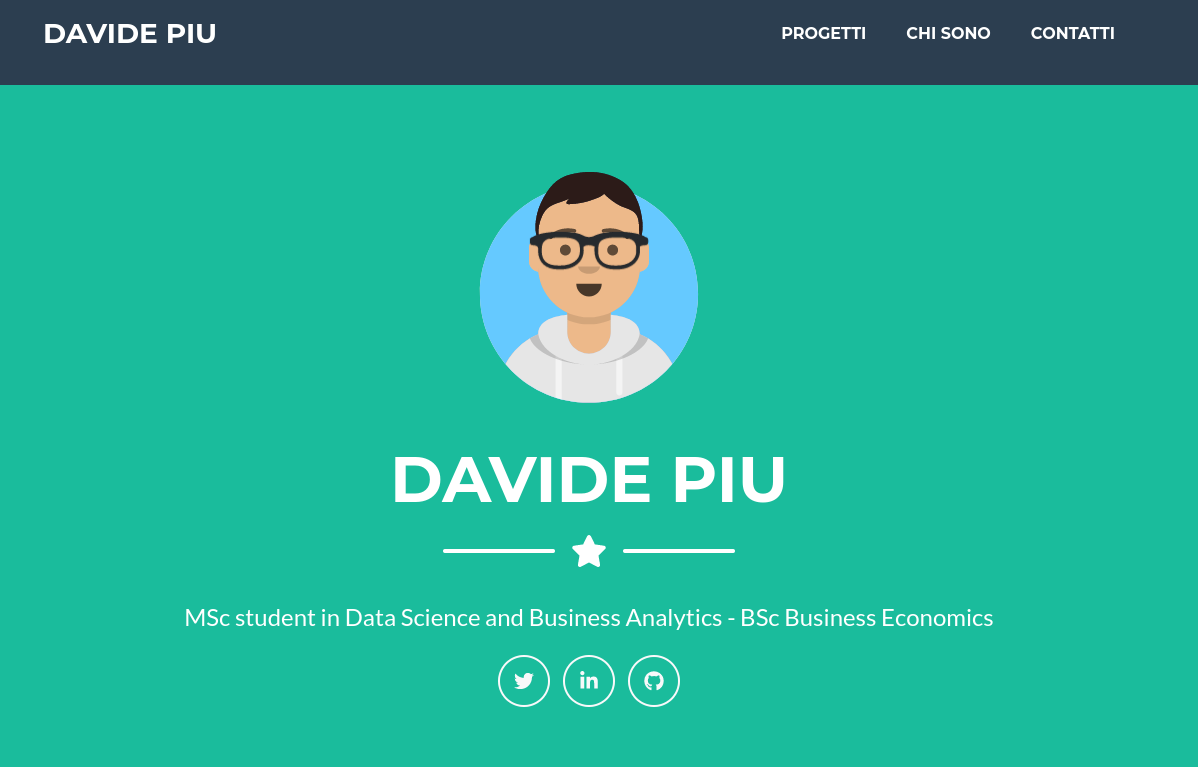 DAVIDE PIU
PROGETTI CHI SONO CONTATTI
DAVIDE PIU
MSc student in Data Science and Business Analytics - BSc Business Economics
in